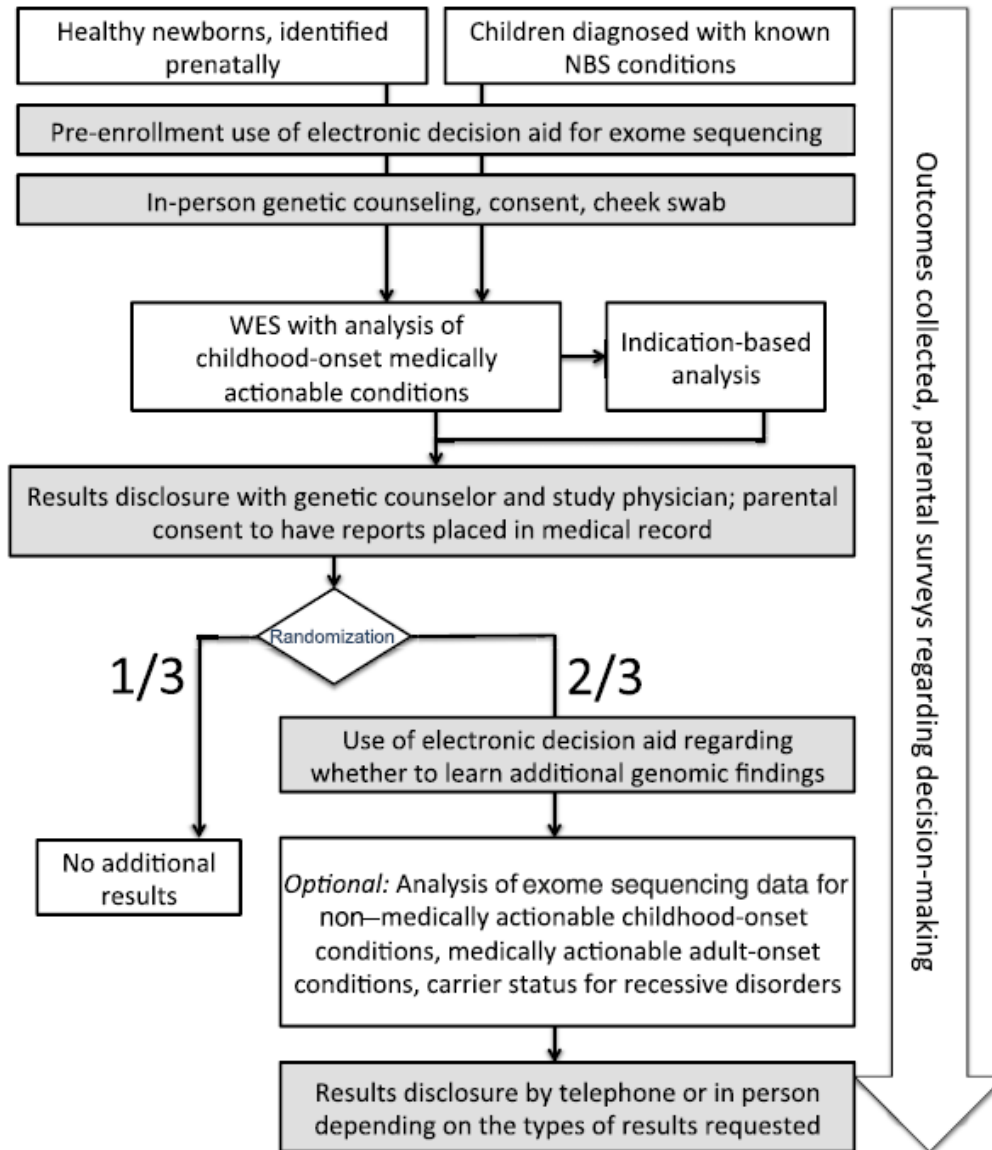 Healthy newborns, identified
prenatally
Children diagnosed with known
NBS conditions
Pre-enrollment use of electronic decision aid for exome sequencing
In-person genetic counseling, consent, cheek swab
WES with analysis of
childhood-onset medically
actionable conditions
Indication-based
analysis
Results disclosure with genetic counselor and study physician; parental
consent to have reports placed in medical record
Randomization
1/3
2/3
Use of electronic decision aid regarding
whether to learn additional genomic findings
No additional
results
Optional: Analysis of exome sequencing data for
non–medically actionable childhood-onset
conditions, medically actionable adult-onset
conditions, carrier status for recessive disorders
Results disclosure by telephone or in person
depending on the types of results requested
Outcomes collected, parental surveys regarding decision-making